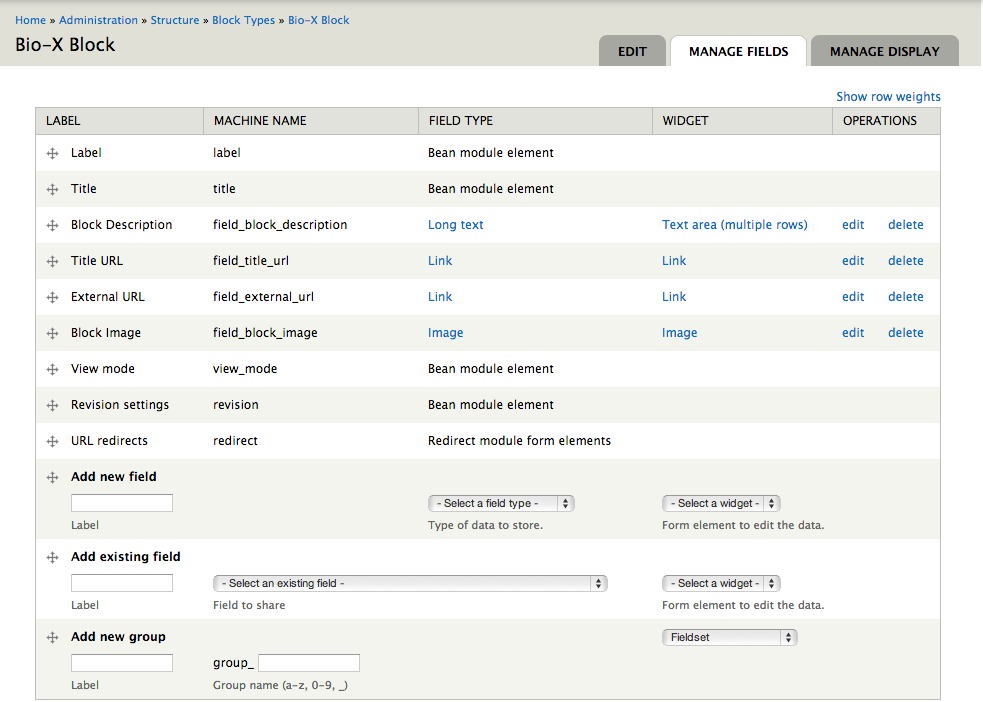 Home » Administration » Structure » Block Types » Bio-X Block
Bio-X Block
EDIT MANAGE FIELDS MANAGE DISPLAY
Show row weights
LABEL MACHINE NAME FIELD TYPE WIDGET OPERATIONS
Label label Bean module element
Title title Bean module element
Block Description field_block_description Long text Text area (multiple rows) edit delete
Title URL field_title_url Link Link edit delete
External URL field_external_url Link Link edit delete
Block Image field_block_image Image Image edit delete
View mode view_mode Bean module element
Revision settings revision Bean module element
URL redirects redirect Redirect module form elements
Add new field
- Select a field type - - Select a widget -
Label Type of data to store. Form element to edit the data.
Add existing field
- Select an existing field - - Select a widget -
Label Field to share Form element to edit the data.
Add new group Fieldset
group_
Label Group name (a-z, 0-9, _)